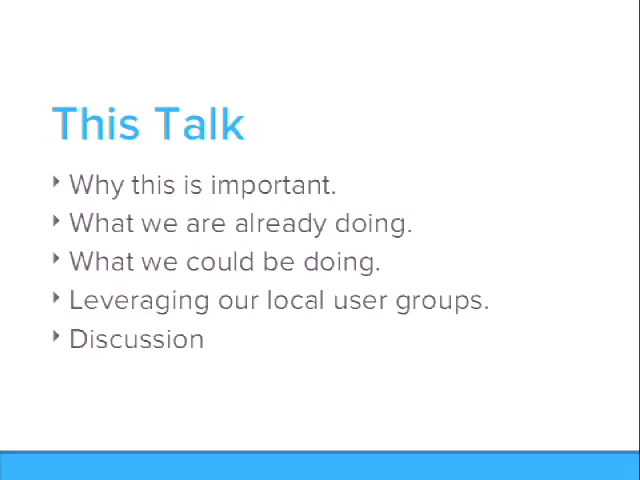 This Talk
Why this is important.
What we are already doing.
What we could be doing.
Leveraging our local user groups.
Discussion